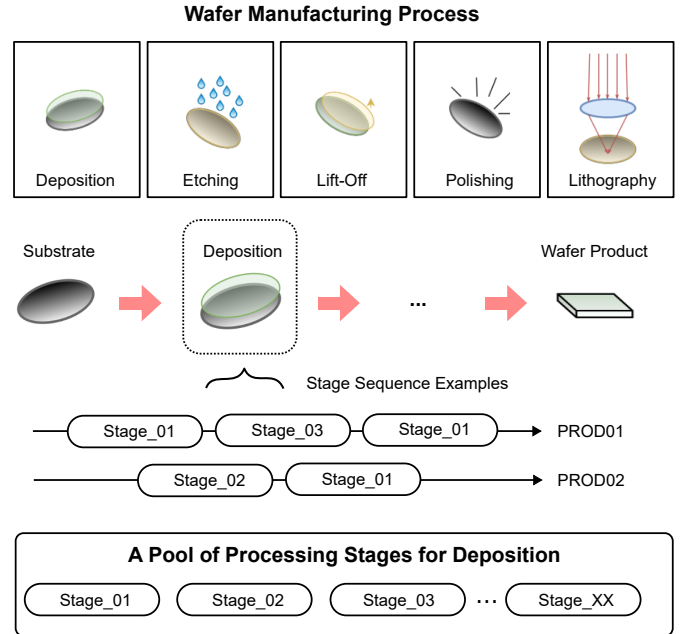 Wafer Manufacturing Process
Deposition
Etching
Lift-Off
Polishing
Lithography
Substrate
Deposition
...
Wafer Product
Stage Sequence Examples
Stage_01
Stage_03
Stage_01
PROD01
Stage_02
Stage_01
PROD02
A Pool of Processing Stages for Deposition
Stage_01
Stage_02
Stage_03
...
Stage_XX